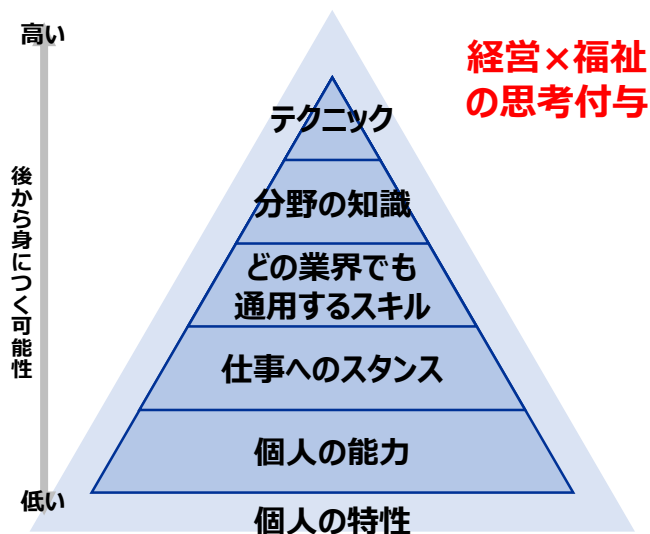 高い
経営×福祉
の思考付与
テクニック
分野の知識
どの業界でも
通用するスキル
仕事へのスタンス
個人の能力
個人の特性
後から身につく可能性
低い